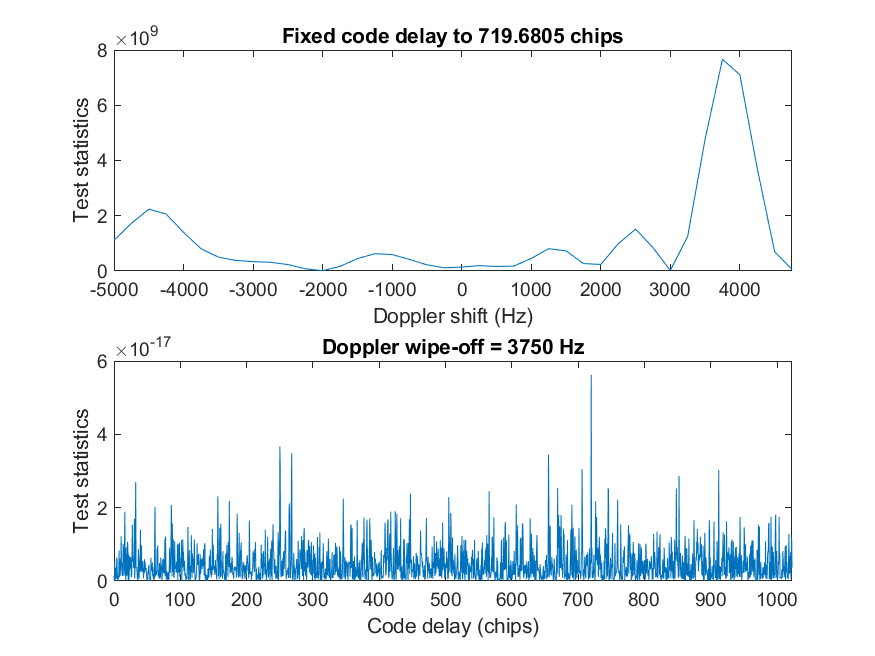 ×10⁹
Fixed code delay to 719.6805 chips
8
6
4
2
0
Test statistics
-5000 -4000 -3000 -2000 -1000 0 1000 2000 3000 4000
Doppler shift (Hz)
×10⁻¹⁷
Doppler wipe-off = 3750 Hz
6
4
2
0
Test statistics
0 100 200 300 400 500 600 700 800 900 1000
Code delay (chips)